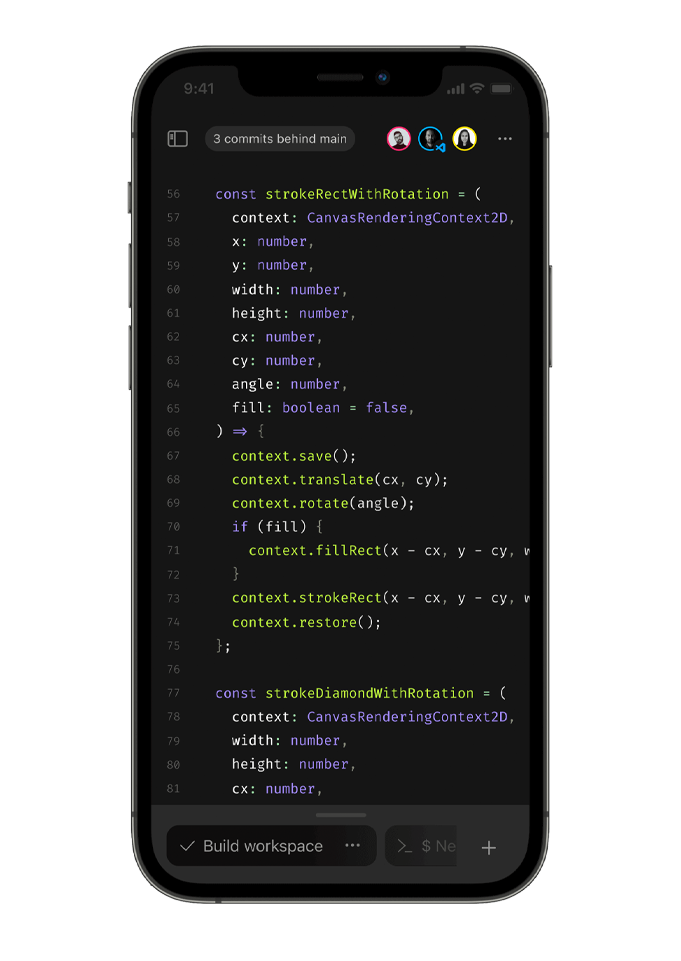 9:41
3 commits behind main
56 const strokeRectWithRotation = (
57 context: CanvasRenderingContext2D,
58 x: number,
59 y: number,
60 width: number,
61 height: number,
62 cx: number,
63 cy: number,
64 angle: number,
65 fill: boolean = false,
66 ) => {
67 context.save();
68 context.translate(cx, cy);
69 context.rotate(angle);
70 if (fill) {
71 context.fillRect(x - cx, y - cy, w
72 }
73 context.strokeRect(x - cx, y - cy, w
74 context.restore();
75 };
76
77 const strokeDiamondWithRotation = (
78 context: CanvasRenderingContext2D,
79 width: number,
80 height: number,
81 cx: number,
Build workspace ··· >_ $ Ne +